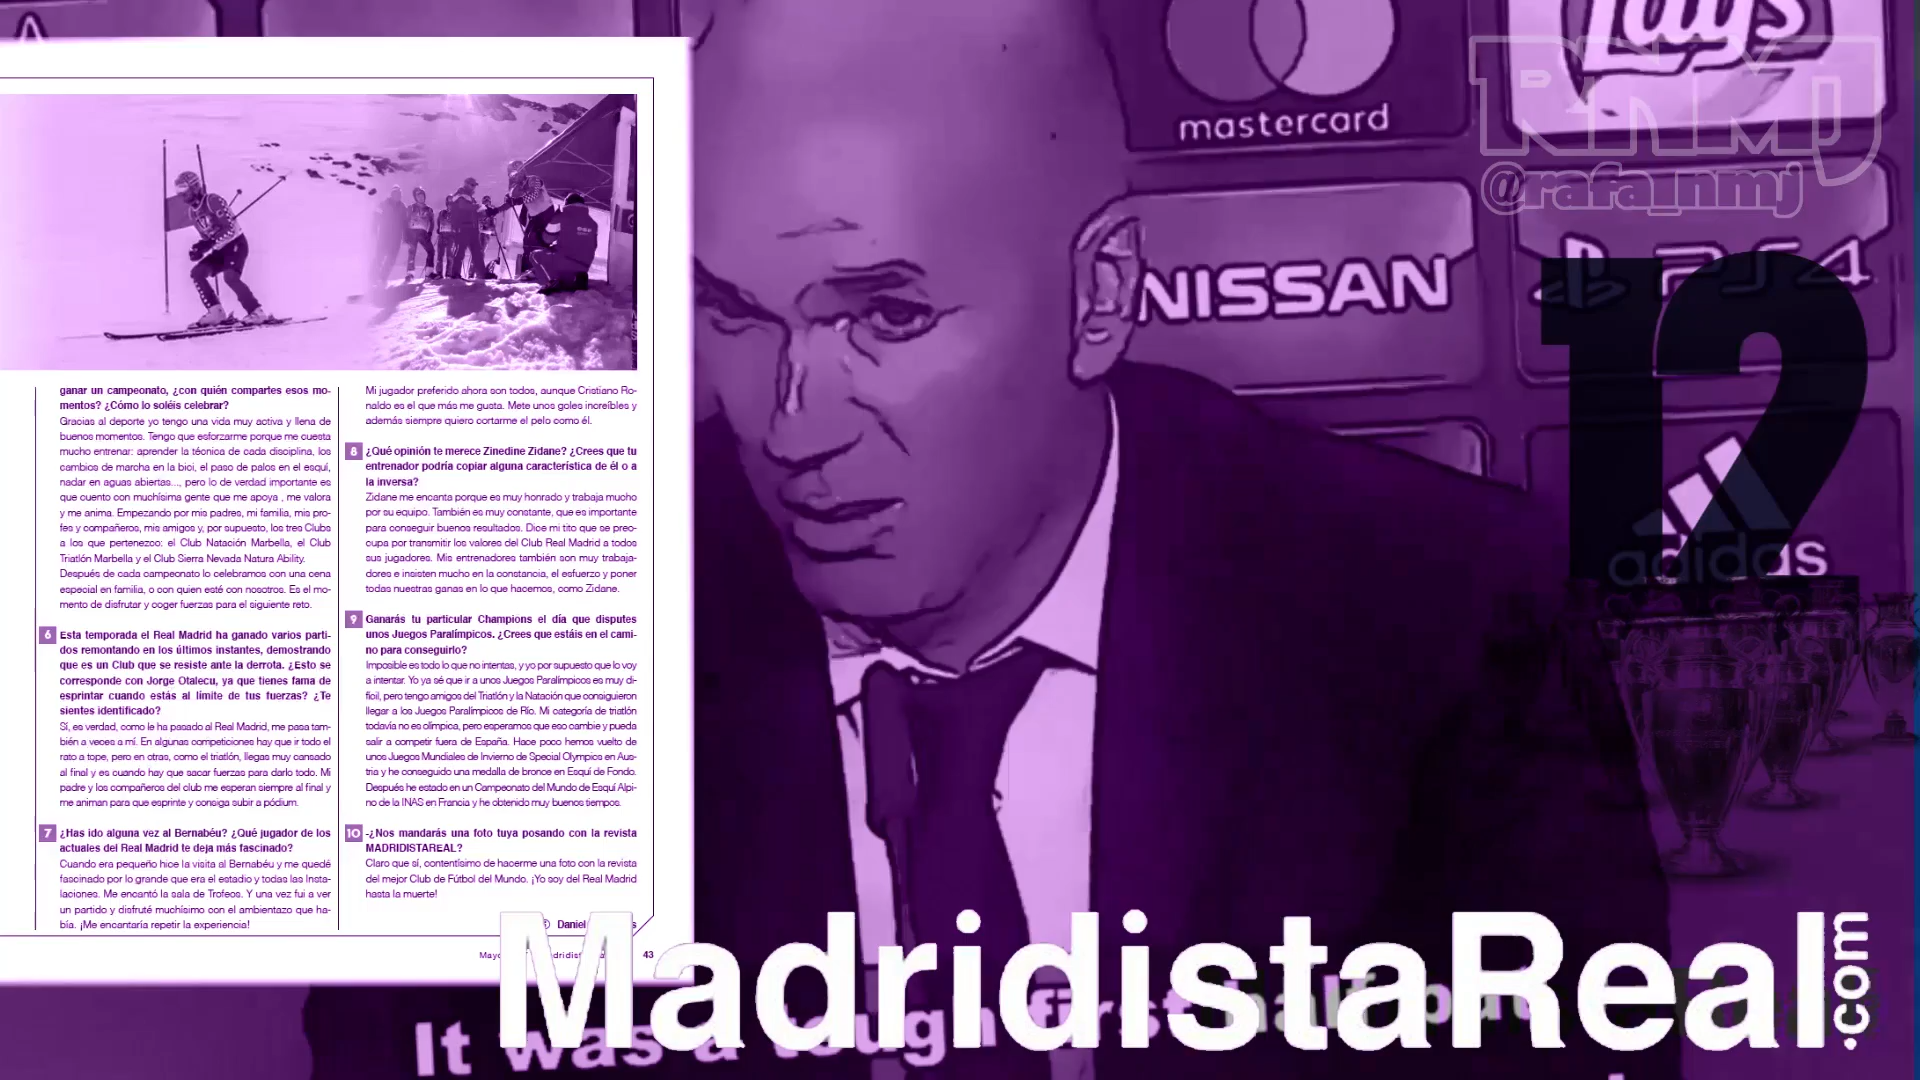 ganar un campeonato, ¿con quién compartes esos mo-
mentos? ¿Cómo lo soléis celebrar?
Gracias al deporte yo tengo una vida muy activa y llena de
buenos momentos. Tengo que esforzarme porque me cuesta
mucho entrenar: aprender la técnica de cada disciplina, los
cambios de marcha en la bici, el paso de palos en el esquí,
nadar en aguas abiertas..., pero lo de verdad importante es
que cuento con muchísima gente que me apoya , me valora
y me anima. Empezando por mis padres, mi familia, mis pro-
fes y compañeros, mis amigos y, por supuesto, los tres Clubs
a los que pertenezco: el Club Natación Marbella, el Club
Triatlón Marbella y el Club Sierra Nevada Natura Ability.
Después de cada campeonato lo celebramos con una cena
especial en familia, o con quien esté con nosotros. Es el mo-
mento de disfrutar y coger fuerzas para el siguiente reto.
6 Esta temporada el Real Madrid ha ganado varios parti-
dos remontando en los últimos instantes, demostrando
que es un Club que se resiste ante la derrota. ¿Esto se
corresponde con Jorge Otalecu, ya que tienes fama de
esprintar cuando estás al límite de tus fuerzas? ¿Te
sientes identificado?
Sí, es verdad, como le ha pasado al Real Madrid, me pasa tam-
bién a veces a mí. En algunas competiciones hay que ir todo el
rato a tope, pero en otras, como el triatlón, llegas muy cansado
al final y es cuando hay que sacar fuerzas para darlo todo. Mi
padre y los compañeros del club me esperan siempre al final y
me animan para que esprinte y consiga subir a pódium.
7 ¿Has ido alguna vez al Bernabéu? ¿Qué jugador de los
actuales del Real Madrid te deja más fascinado?
Cuando era pequeño hice la visita al Bernabéu y me quedé
fascinado por lo grande que era el estadio y todas las Insta-
laciones. Me encantó la sala de Trofeos. Y una vez fui a ver
un partido y disfruté muchísimo con el ambientazo que ha-
bía. ¡Me encantaría repetir la experiencia!
Mi jugador preferido ahora son todos, aunque Cristiano Ro-
naldo es el que más me gusta. Mete unos goles increíbles y
además siempre quiero cortarme el pelo como él.
8 ¿Qué opinión te merece Zinedine Zidane? ¿Crees que tu
entrenador podría copiar alguna característica de él o a
la inversa?
Zidane me encanta porque es muy honrado y trabaja mucho
por su equipo. También es muy constante, que es importante
para conseguir buenos resultados. Dice mi tito que se preo-
cupa por transmitir los valores del Club Real Madrid a todos
sus jugadores. Mis entrenadores también son muy trabaja-
dores e insisten mucho en la constancia, el esfuerzo y poner
todas nuestras ganas en lo que hacemos, como Zidane.
9 Ganarás tu particular Champions el día que disputes
unos Juegos Paralímpicos. ¿Crees que estáis en el cami-
no para conseguirlo?
Imposible es todo lo que no intentas, y yo por supuesto que lo voy
a intentar. Yo ya sé que ir a unos Juegos Paralímpicos es muy di-
fícil, pero tengo amigos del Triatlón y la Natación que consiguieron
llegar a los Juegos Paralímpicos de Río. Mi categoría de triatlón
todavía no es olímpica, pero esperamos que eso cambie y pueda
salir a competir fuera de España. Hace poco hemos vuelto de
unos Juegos Mundiales de Invierno de Special Olympics en Aus-
tria y he conseguido una medalla de bronce en Esquí de Fondo.
Después he estado en un Campeonato del Mundo de Esquí Alpi-
no de la INAS en Francia y he obtenido muy buenos tiempos.
10 -¿Nos mandarás una foto tuya posando con la revista
MADRIDISTAREAL?
Claro que sí, contentísimo de hacerme una foto con la revista
del mejor Club de Fútbol del Mundo. ¡Yo soy del Real Madrid
hasta la muerte!
Daniel
43
mastercard
Lay's
RNMJ
@rafa_nmj
NISSAN
PS4
12
adidas
MadridistaReal.com
It was a tough first half but